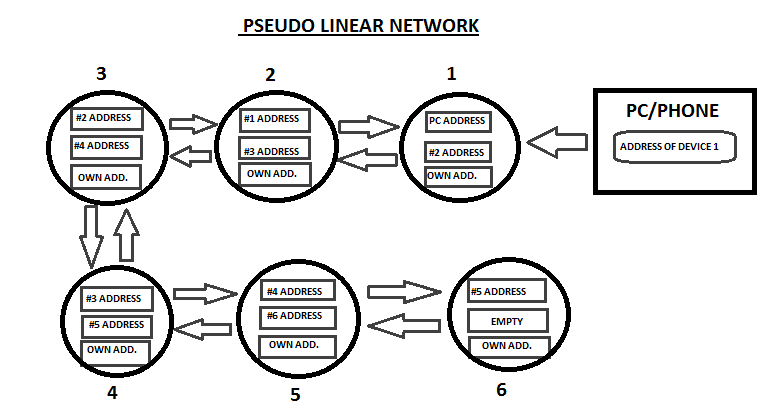 PSEUDO LINEAR NETWORK
3
2
1
#2 ADDRESS
#4 ADDRESS
OWN ADD.
#1 ADDRESS
#3 ADDRESS
OWN ADD.
PC ADDRESS
#2 ADDRESS
OWN ADD.
PC/PHONE
ADDRESS OF DEVICE 1
#3 ADDRESS
#5 ADDRESS
OWN ADD.
#4 ADDRESS
#6 ADDRESS
OWN ADD.
#5 ADDRESS
EMPTY
OWN ADD.
4
5
6